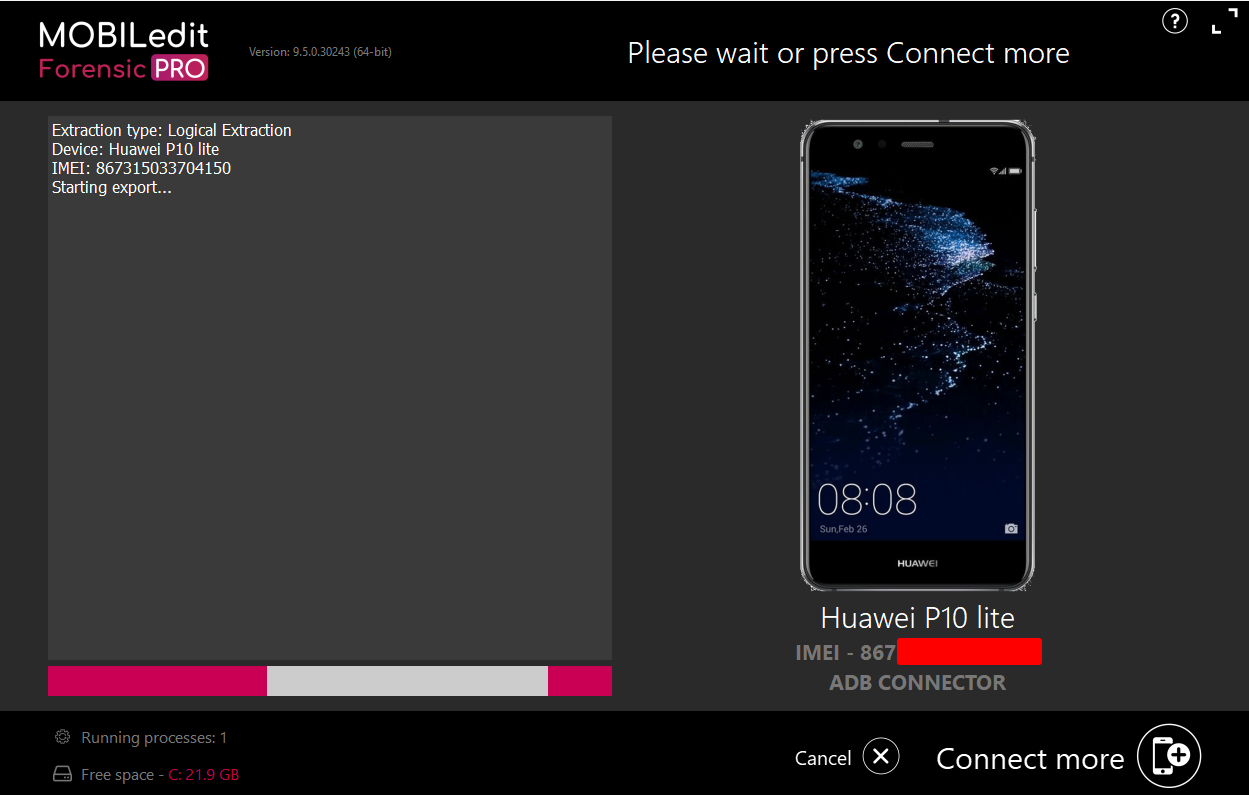 MOBILedit
Forensic PRO
Version: 9.5.0.30243 (64-bit)
Please wait or press Connect more
?
Extraction type: Logical Extraction
Device: Huawei P10 lite
IMEI: 867315033704150
Starting export...
08:08
Sun,Feb 26
HUAWEI
Huawei P10 lite
IMEI - 867
ADB CONNECTOR
Running processes: 1
Free space - C: 21.9 GB
Cancel
Connect more